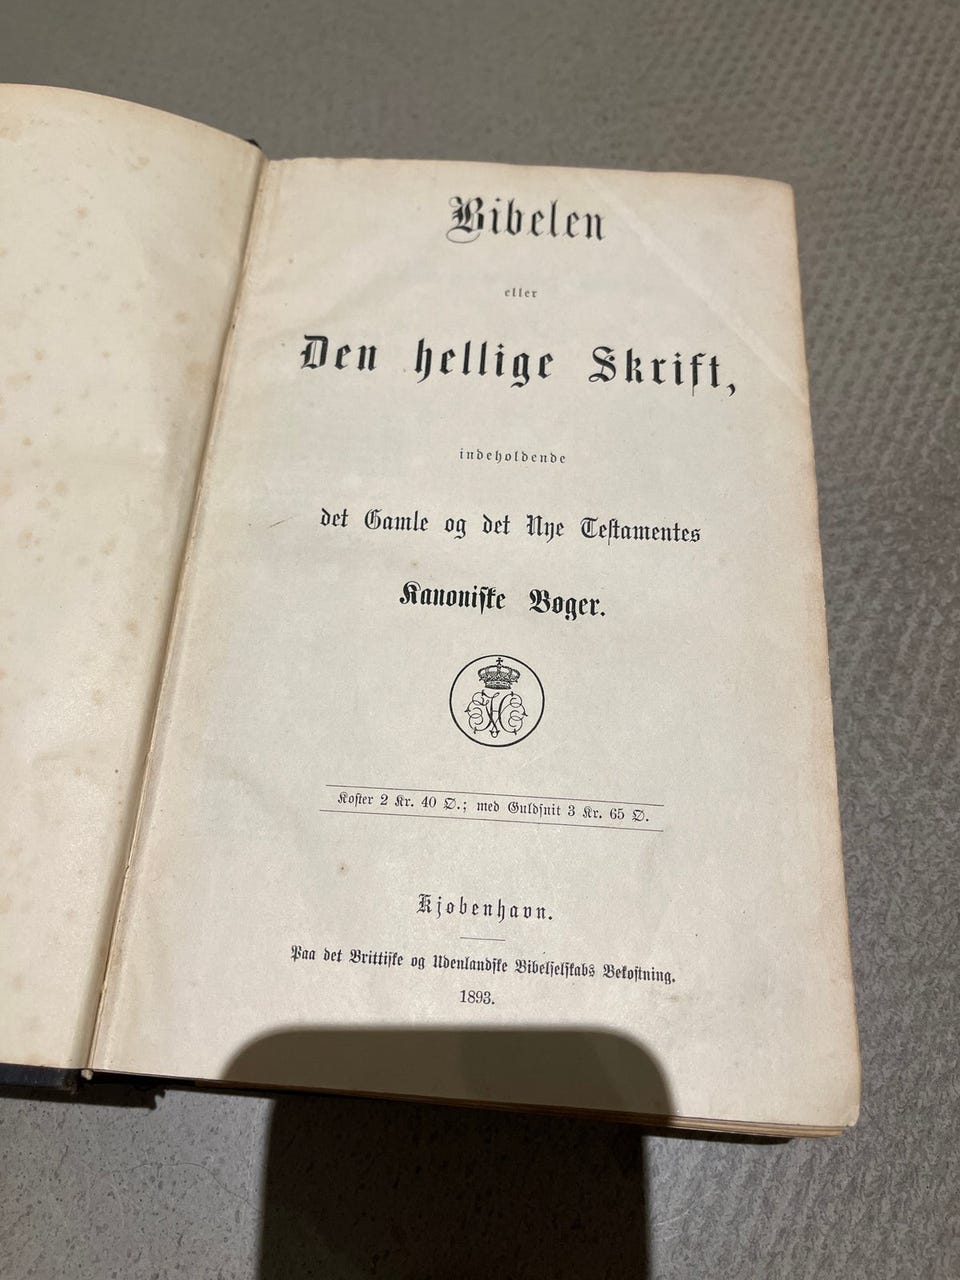 Bibelen
eller
Den hellige Skrift,
indeholdende
det Gamle og det Nye Testamentes
Kanoniske Bøger.
Koster 2 Kr. 40 Ø.; med Guldsnit 3 Kr. 65 Ø.
Kjøbenhavn.
Paa det Brittiske og Udenlandske Bibelselskabs Bekostning.
1893.